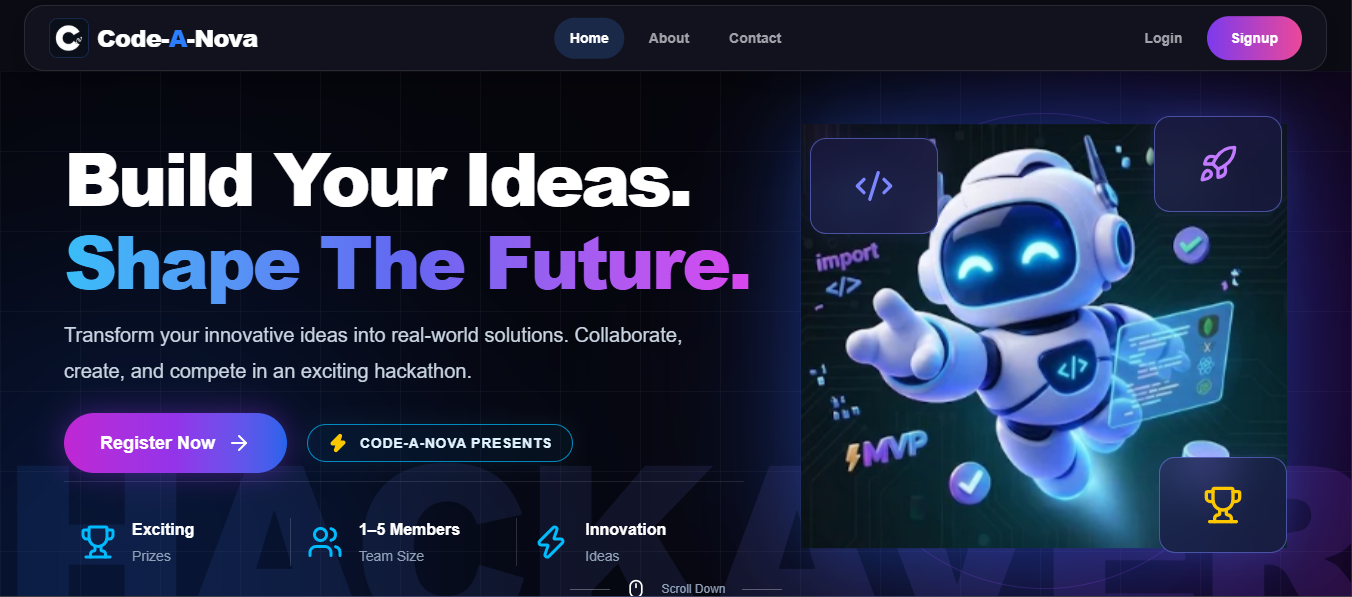 Code-A-Nova
Home
About
Contact
Login
Signup
Build Your Ideas.
Shape The Future.
Transform your innovative ideas into real-world solutions. Collaborate,
create, and compete in an exciting hackathon.
Register Now
CODE-A-NOVA PRESENTS
Exciting
Prizes
1–5 Members
Team Size
Innovation
Ideas
Scroll Down
</>
import
</>
</>
MVP
HACKAVER